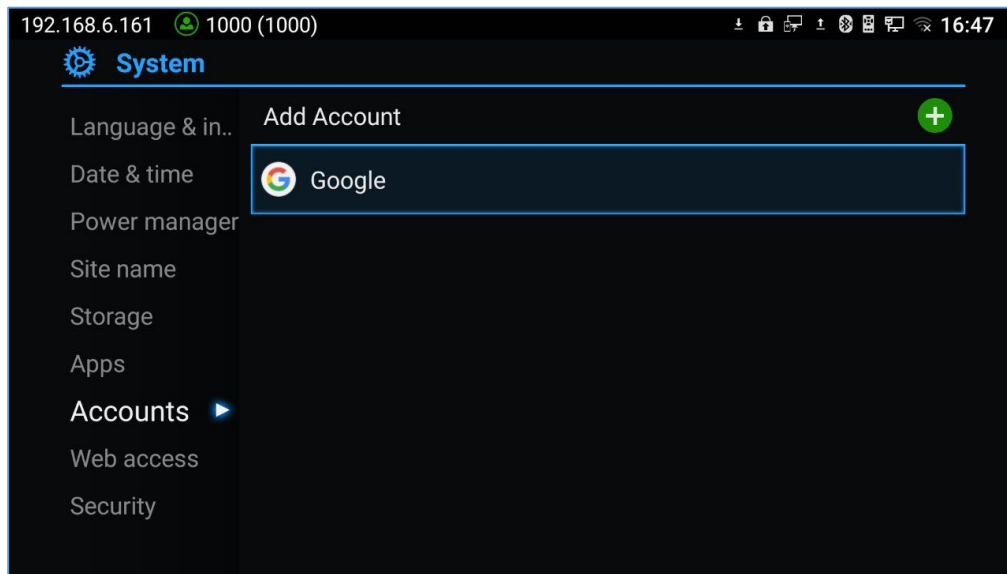 192.168.6.161 1000 (1000) 16:47
System
Language & in..
Date & time
Power manager
Site name
Storage
Apps
Accounts
Web access
Security
Add Account
Google